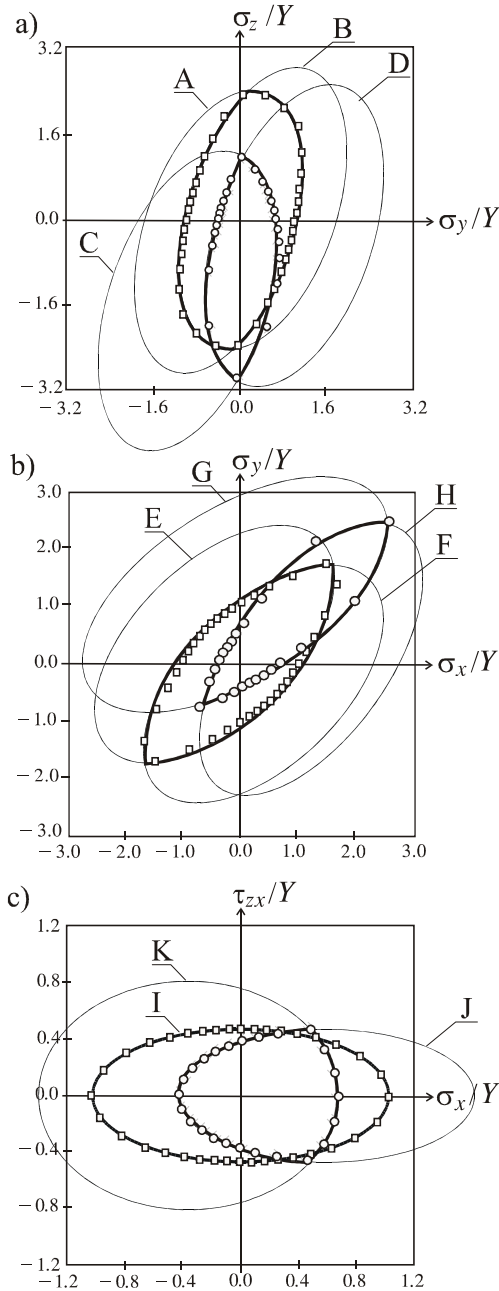 a)
σz/Y
B
A
D
3.2
1.6
0.0
σy/Y
C
−1.6
−3.2
−3.2
−1.6
0.0
1.6
3.2
b)
G
σy/Y
3.0
H
E
2.0
F
1.0
0.0
σx/Y
−1.0
−2.0
−3.0
−3.0
−2.0
−1.0
0.0
1.0
2.0
3.0
c)
τzx/Y
1.2
K
0.8
I
J
0.4
0.0
σx/Y
−0.4
−0.8
−1.2
−1.2
−0.8
−0.4
0.0
0.4
0.8
1.2